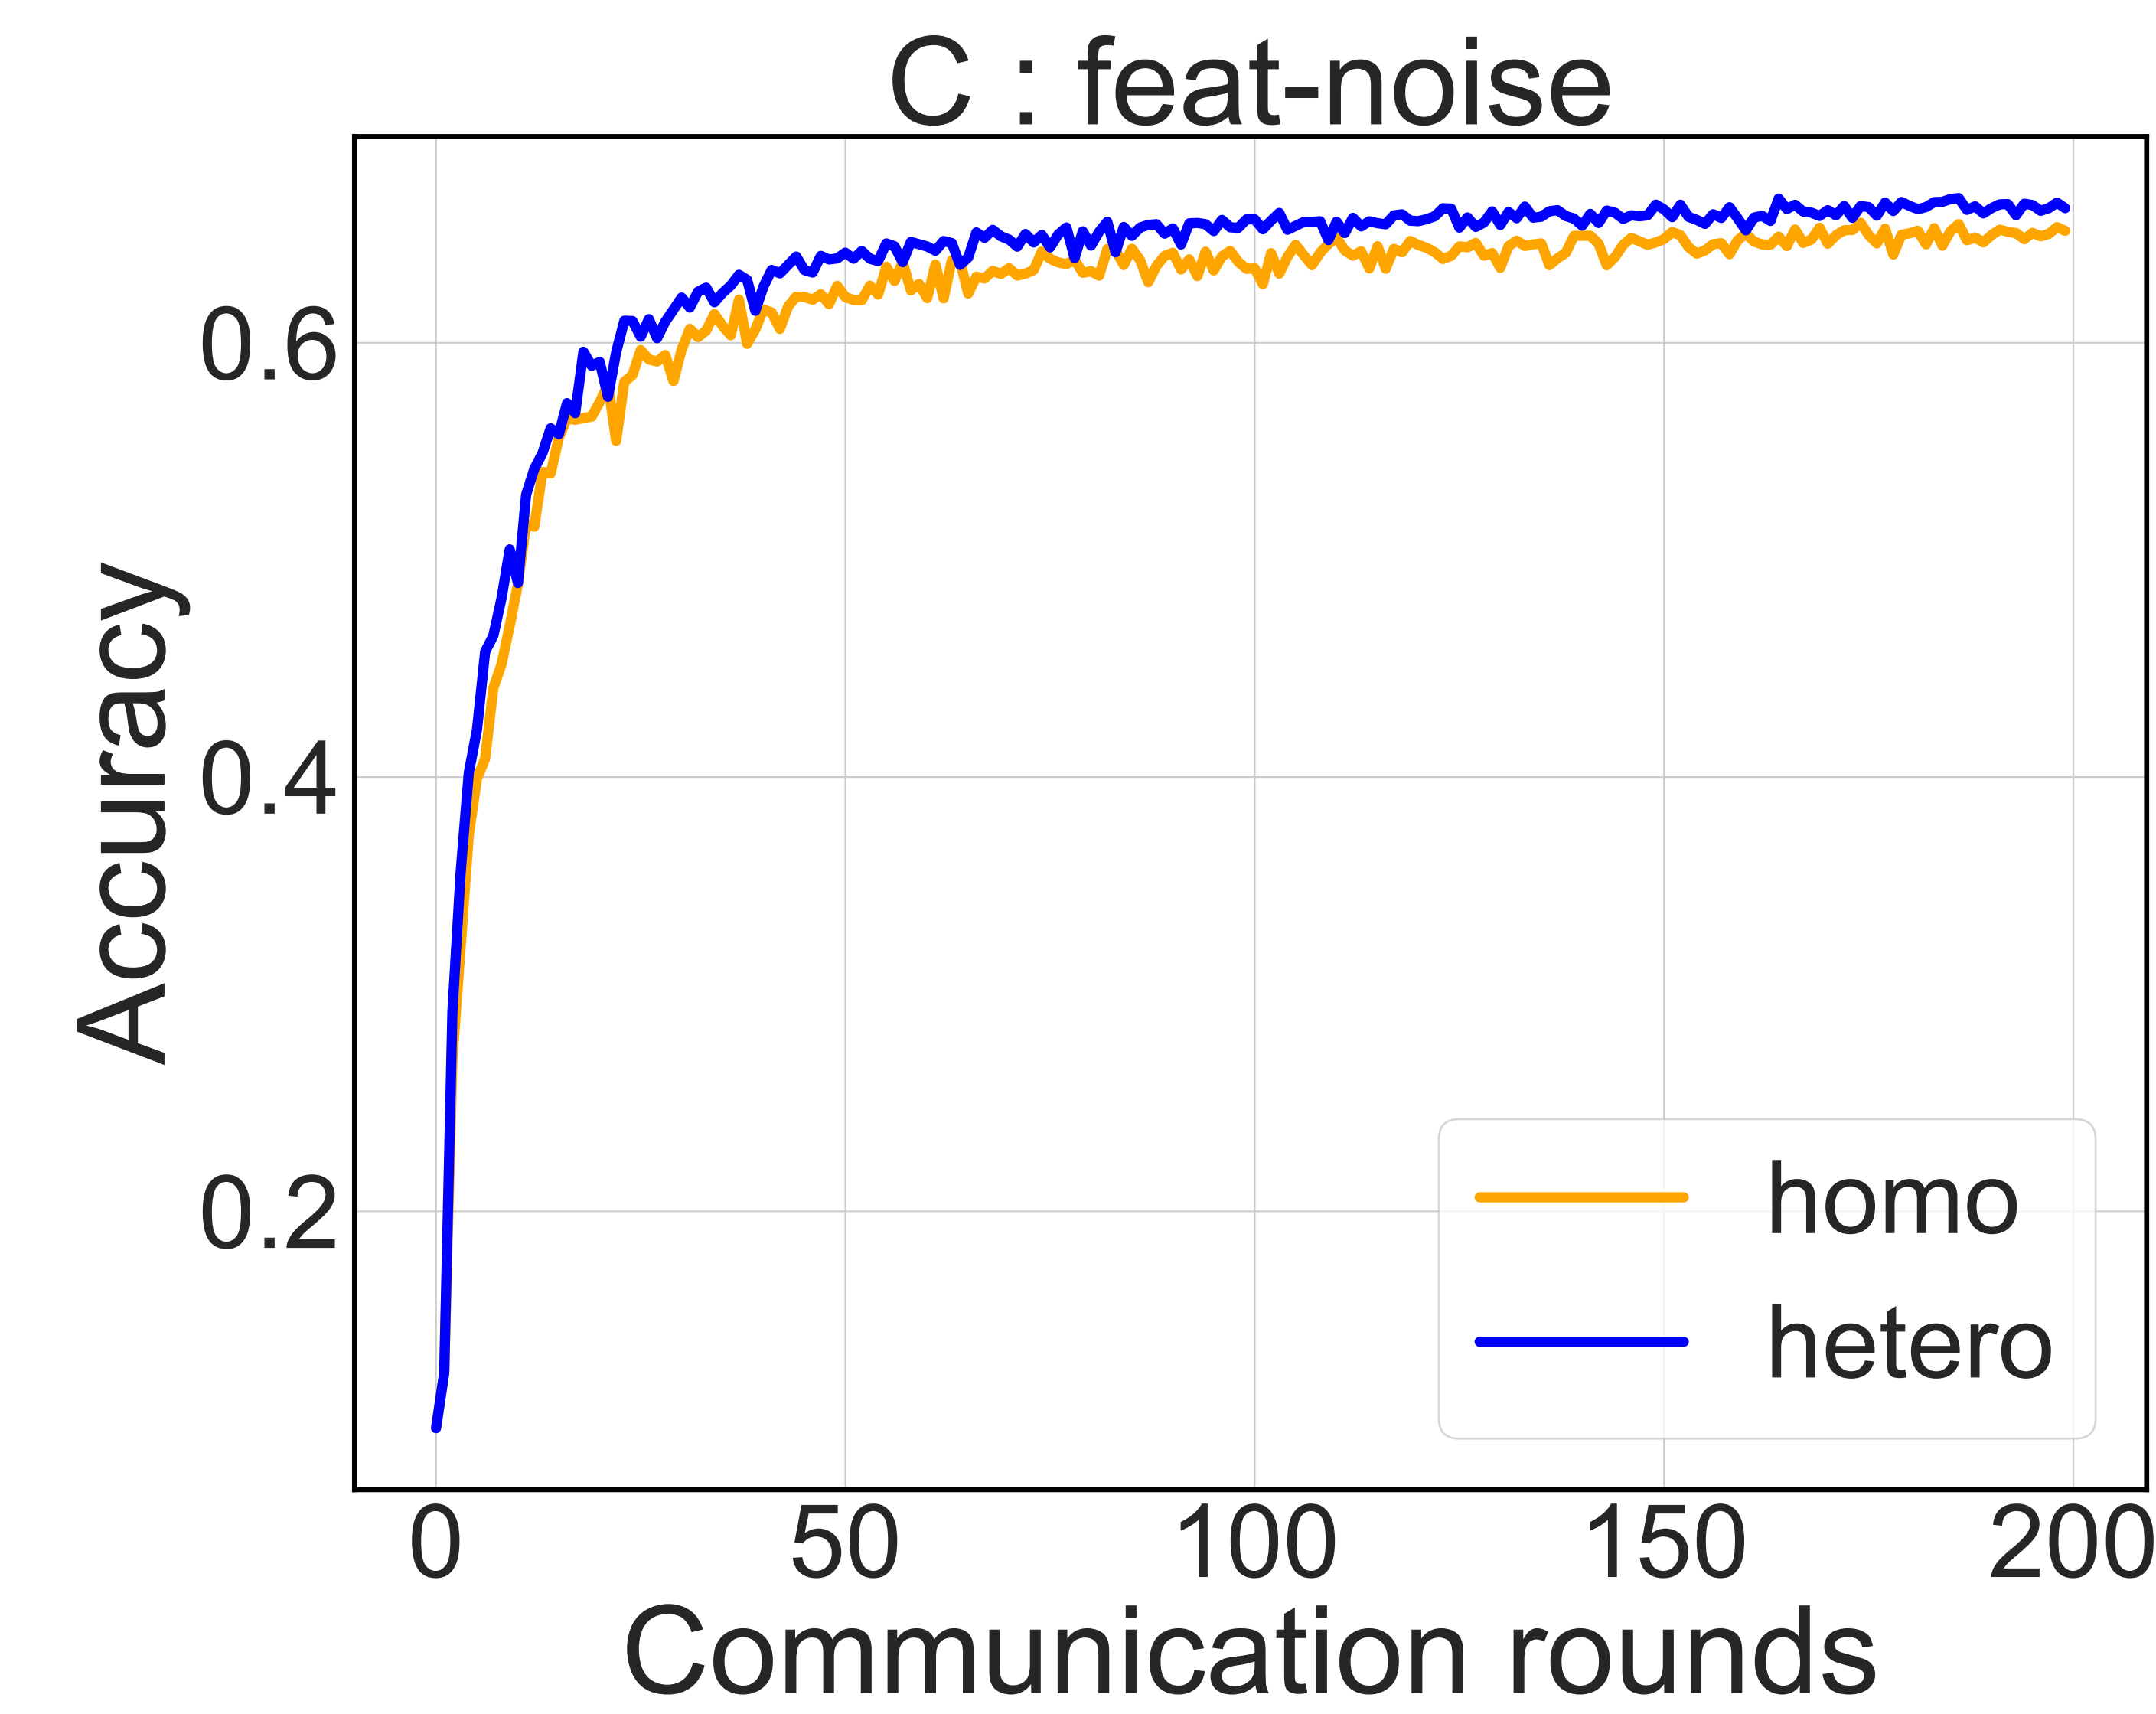 C : feat-noise
Accuracy
0.6
0.4
0.2
homo
hetero
0 50 100 150 200
Communication rounds